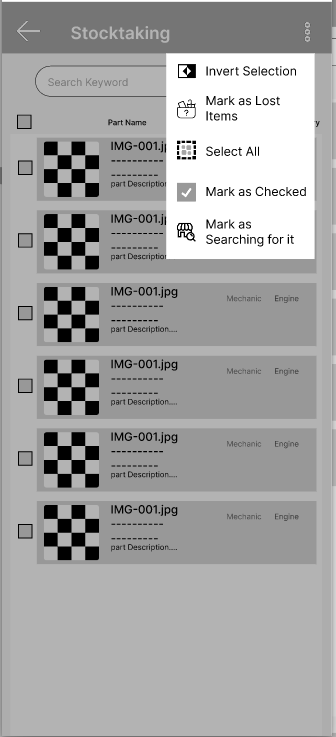 Stocktaking
Search Keyword
Invert Selection
Mark as Lost
Items
Select All
Mark as Checked
Mark as
Searching for it
Part Name
IMG-001.jp
---------
---------
part Description
IMG-001.jp
---------
---------
part Description
IMG-001.jpg
---------
---------
part Description....
Mechanic Engine
IMG-001.jpg
---------
---------
part Description....
Mechanic Engine
IMG-001.jpg
---------
---------
part Description....
Mechanic Engine
IMG-001.jpg
---------
---------
part Description....
Mechanic Engine